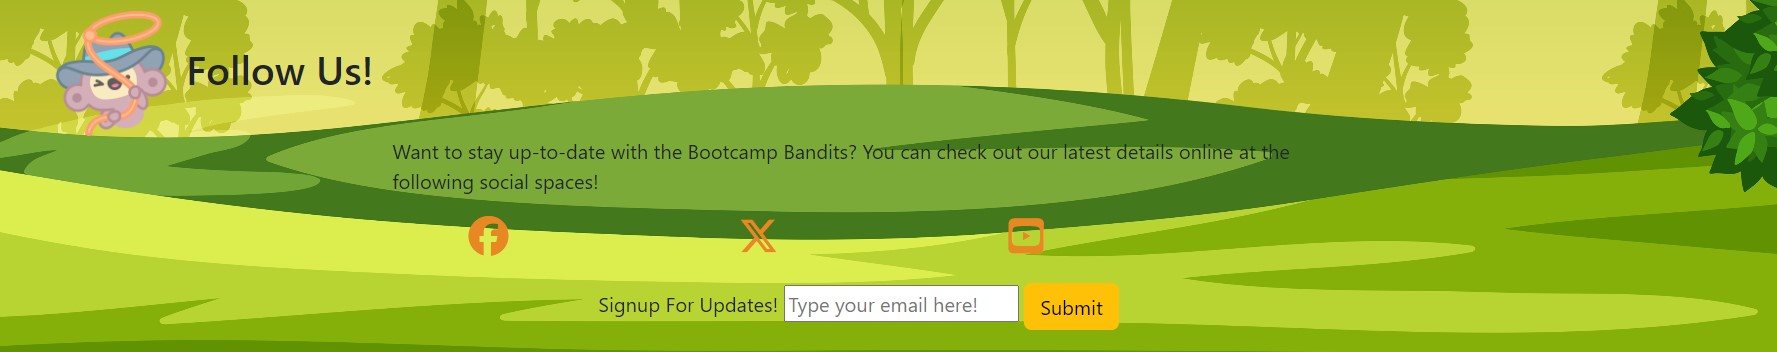 Follow Us!
Want to stay up-to-date with the Bootcamp Bandits? You can check out our latest details online at the
following social spaces!
Signup For Updates! Type your email here! Submit